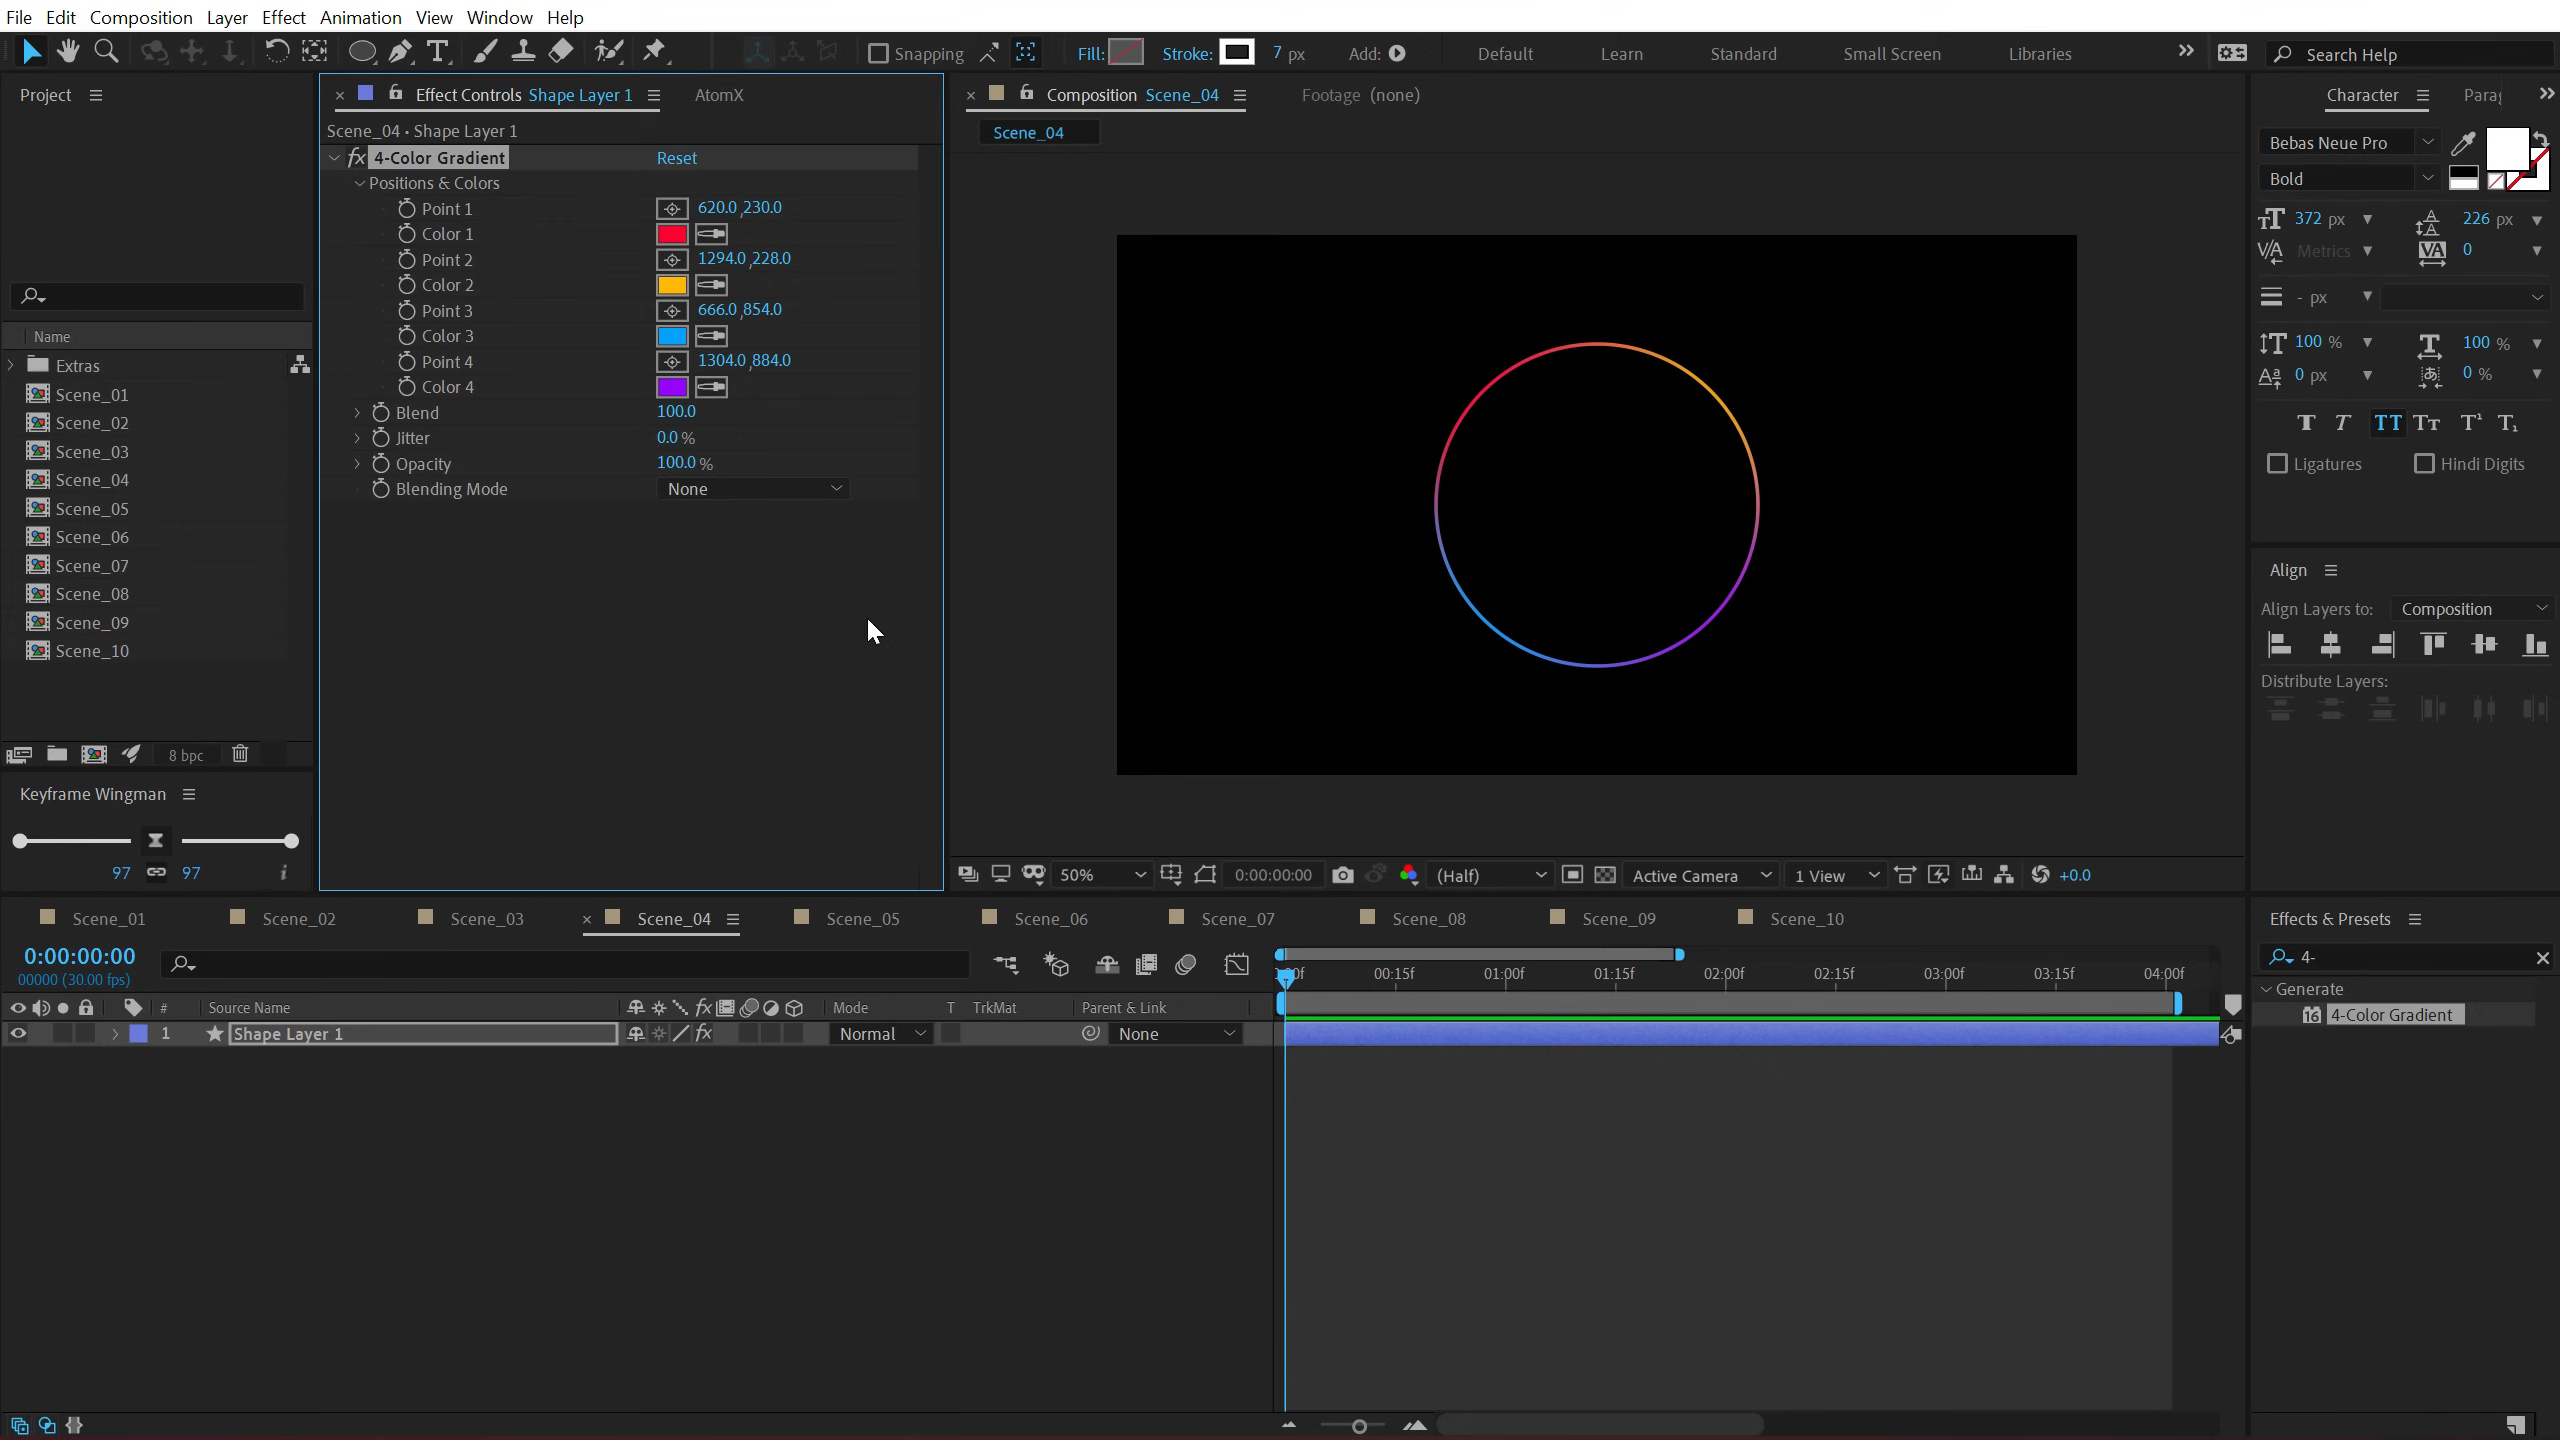 File Edit Composition Layer Effect Animation View Window Help
Snapping Fill: Stroke: 7 px Add: Default Learn Standard Small Screen Libraries Search Help
Project
Effect Controls Shape Layer 1 AtomX
Scene_04 • Shape Layer 1
fx 4-Color Gradient Reset
Positions & Colors
Point 1 620.0,230.0
Color 1
Point 2 1294.0,228.0
Color 2
Point 3 666.0,854.0
Color 3
Point 4 1304.0,884.0
Color 4
Blend 100.0
Jitter 0.0 %
Opacity 100.0 %
Blending Mode None
Name
Extras
Scene_01
Scene_02
Scene_03
Scene_04
Scene_05
Scene_06
Scene_07
Scene_08
Scene_09
Scene_10
8 bpc
Keyframe Wingman
97 97
Composition Scene_04 Footage (none)
Scene_04
50% 0:00:00:00 (Half) Active Camera 1 View +0.0
Character
Bebas Neue Pro
Bold
372 px 226 px
Metrics 0
- px
100 % 100 %
0 px 0 %
Ligatures Hindi Digits
Align
Align Layers to: Composition
Distribute Layers:
Scene_01 Scene_02 Scene_03 Scene_04 Scene_05 Scene_06 Scene_07 Scene_08 Scene_09 Scene_10
0:00:00:00
00000 (30.00 fps)
00:15f 01:00f 01:15f 02:00f 02:15f 03:00f 03:15f 04:00f
# Source Name fx Mode T TrkMat Parent & Link
1 Shape Layer 1 fx Normal None
Effects & Presets
4-
Generate
4-Color Gradient